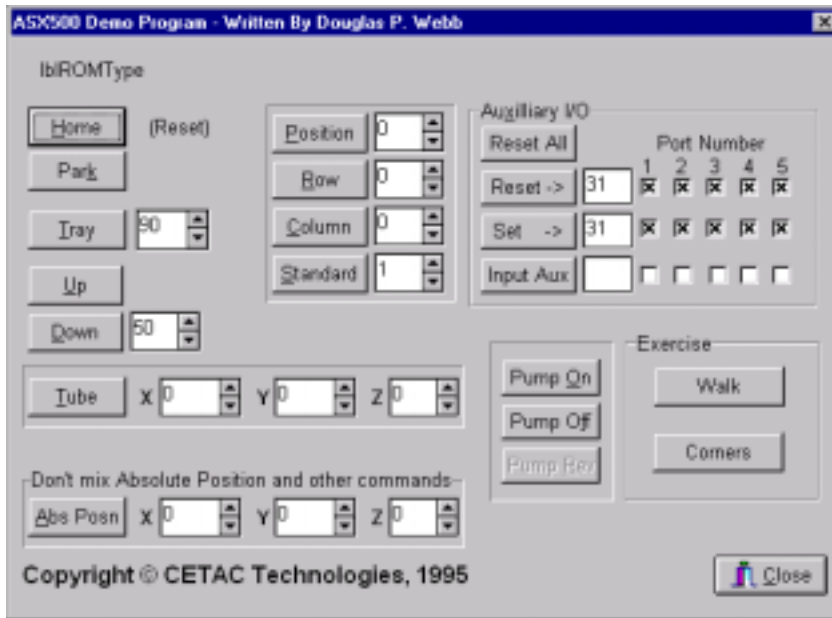 ASX500 Demo Program - Written By Douglas P. Webb
lblROMType
Home (Reset)
Park
Tray 90
Up
Down 50
Position 0
Row 0
Column 0
Standard 1
Auxilliary I/O
Reset All Port Number
1 2 3 4 5
Reset -> 31
Set -> 31
Input Aux
Tube X 0 Y 0 Z 0
Pump On
Pump Off
Pump Rev
Exercise
Walk
Corners
Don't mix Absolute Position and other commands
Abs Posn X 0 Y 0 Z 0
Copyright © CETAC Technologies, 1995
Close